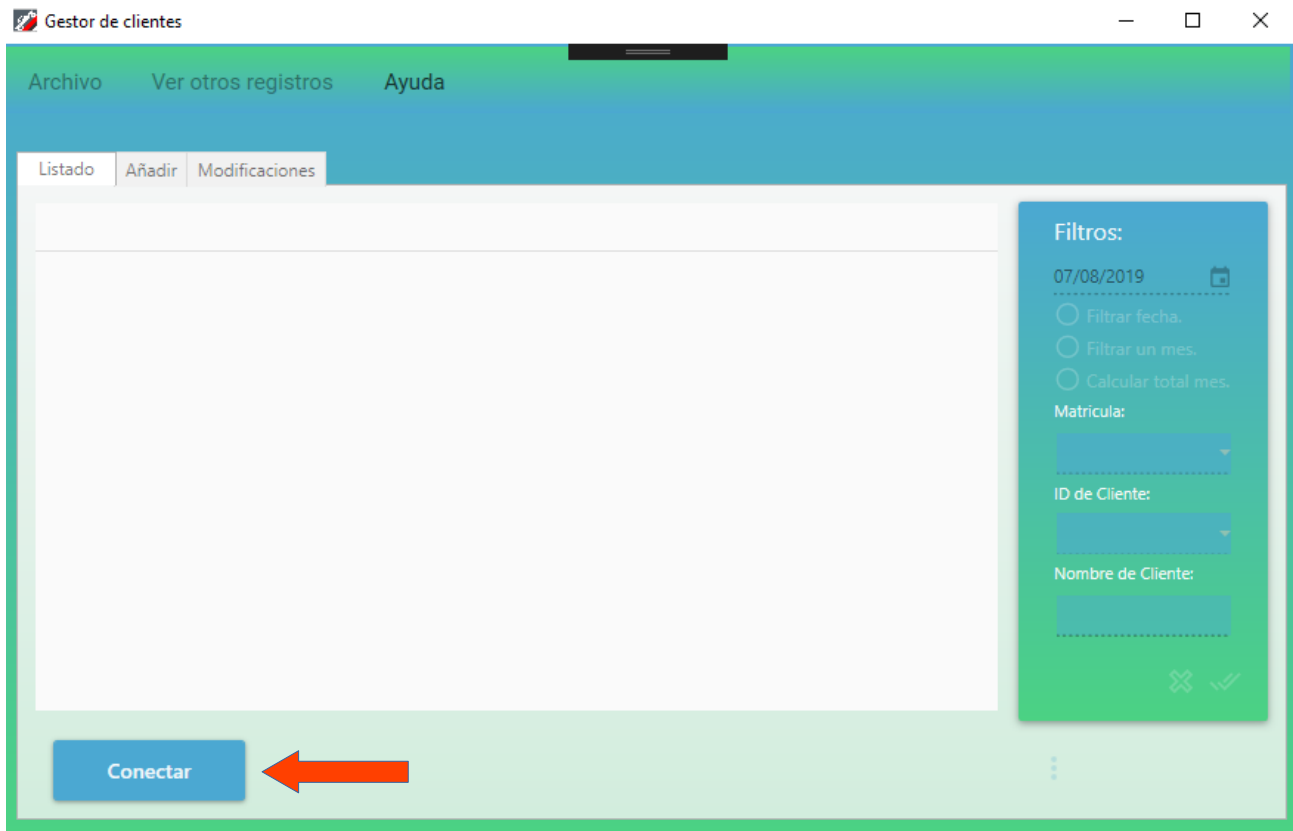 Gestor de clientes
Archivo Ver otros registros Ayuda
Listado Añadir Modificaciones
Filtros:
07/08/2019
Filtrar fecha.
Filtrar un mes.
Calcular total mes.
Matricula:
ID de Cliente:
Nombre de Cliente:
Conectar